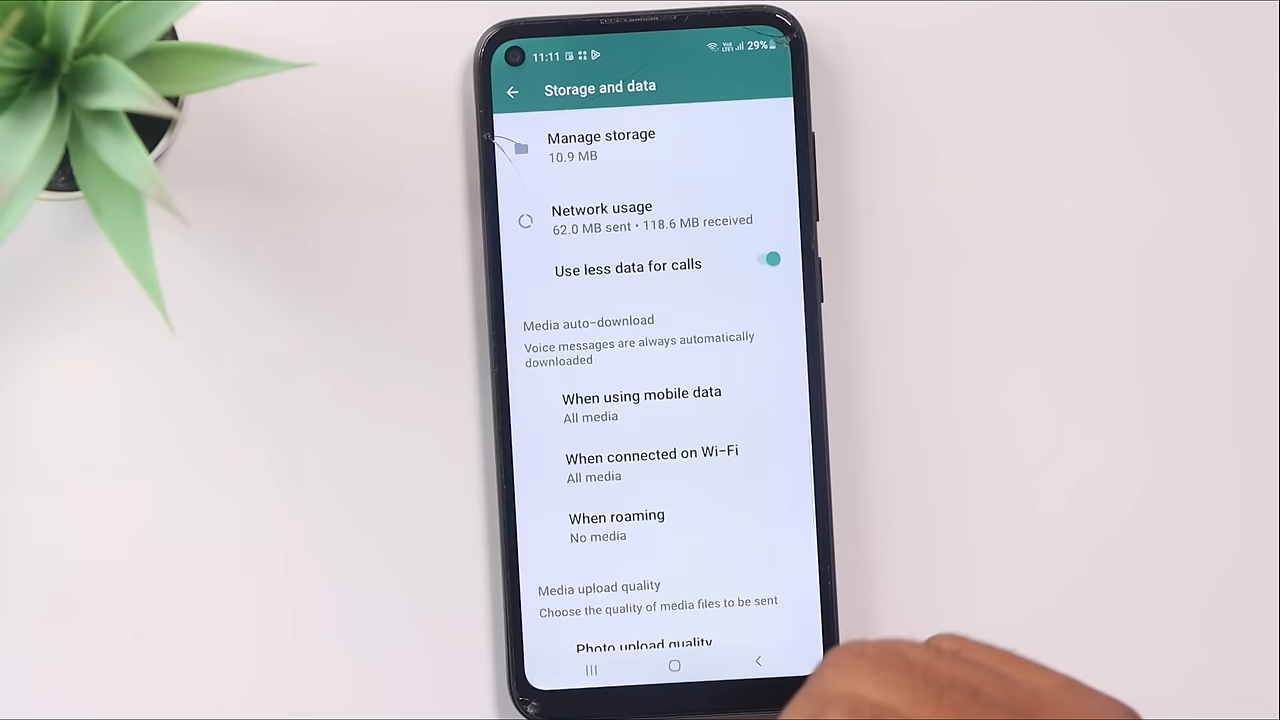 11:11
29%
Storage and data
Manage storage
10.9 MB
Network usage
62.0 MB sent • 118.6 MB received
Use less data for calls
Media auto-download
Voice messages are always automatically
downloaded
When using mobile data
All media
When connected on Wi-Fi
All media
When roaming
No media
Media upload quality
Choose the quality of media files to be sent
Photo upload quality